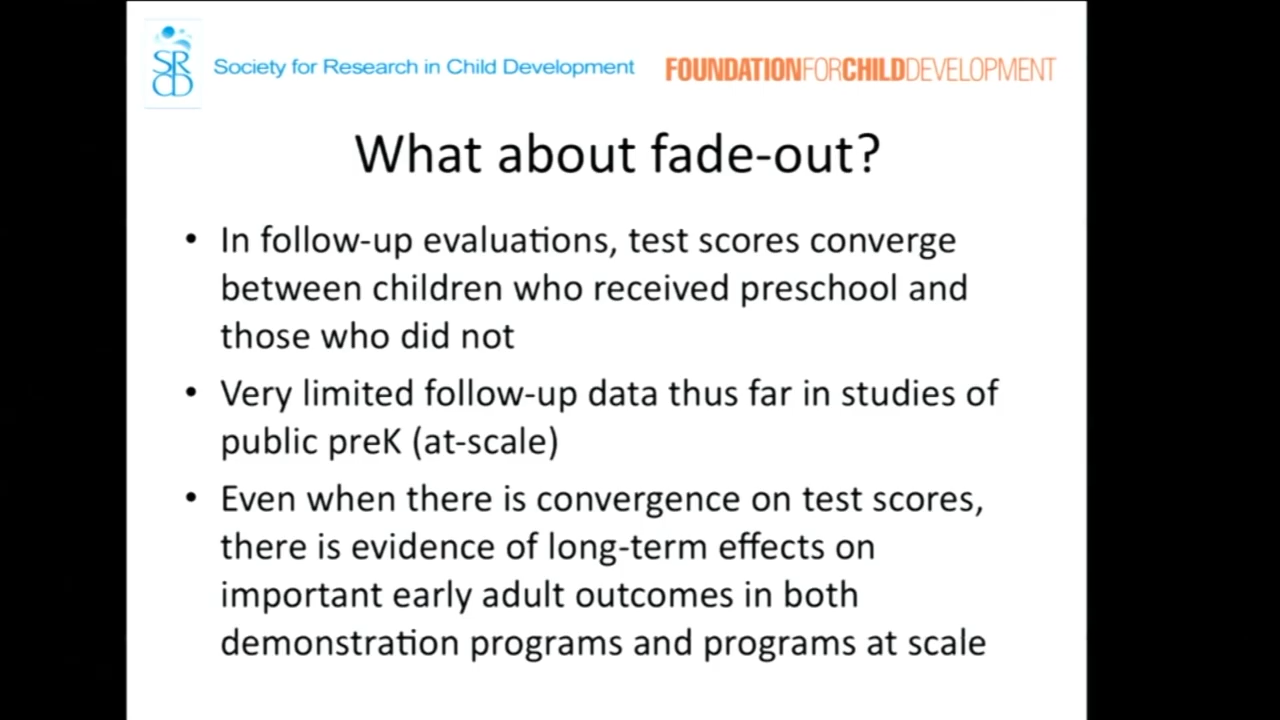 SR
CD
Society for Research in Child Development
FOUNDATIONFORCHILDDEVELOPMENT
What about fade-out?
• In follow-up evaluations, test scores converge
between children who received preschool and
those who did not
• Very limited follow-up data thus far in studies of
public preK (at-scale)
• Even when there is convergence on test scores,
there is evidence of long-term effects on
important early adult outcomes in both
demonstration programs and programs at scale